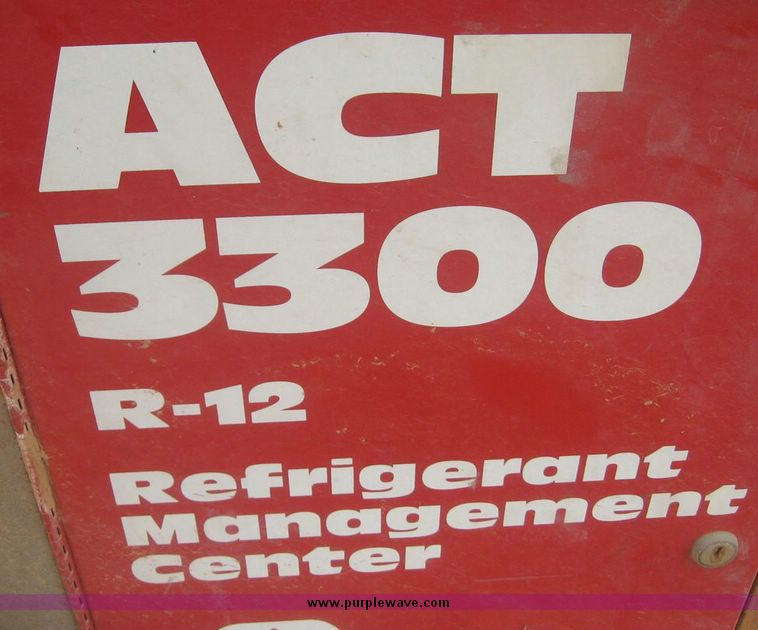 ACT
3300
R-12
Refrigerant
Management
Center
www.purplewave.com